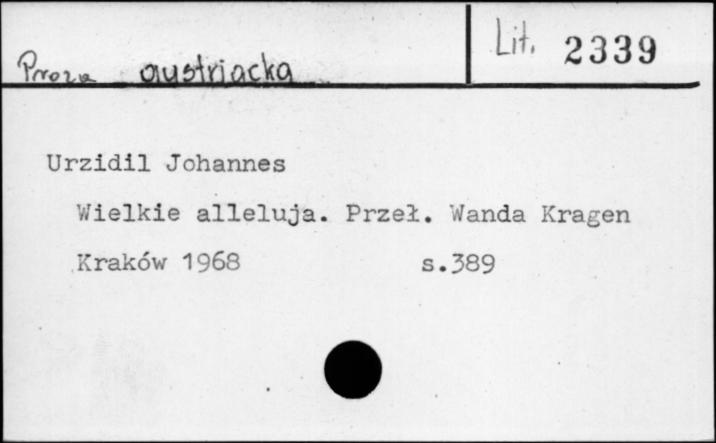 Proza austriacka
Lit. 2339
Urzidil Johannes
Wielkie alleluja. Przeł. Wanda Kragen
Kraków 1968 s.389